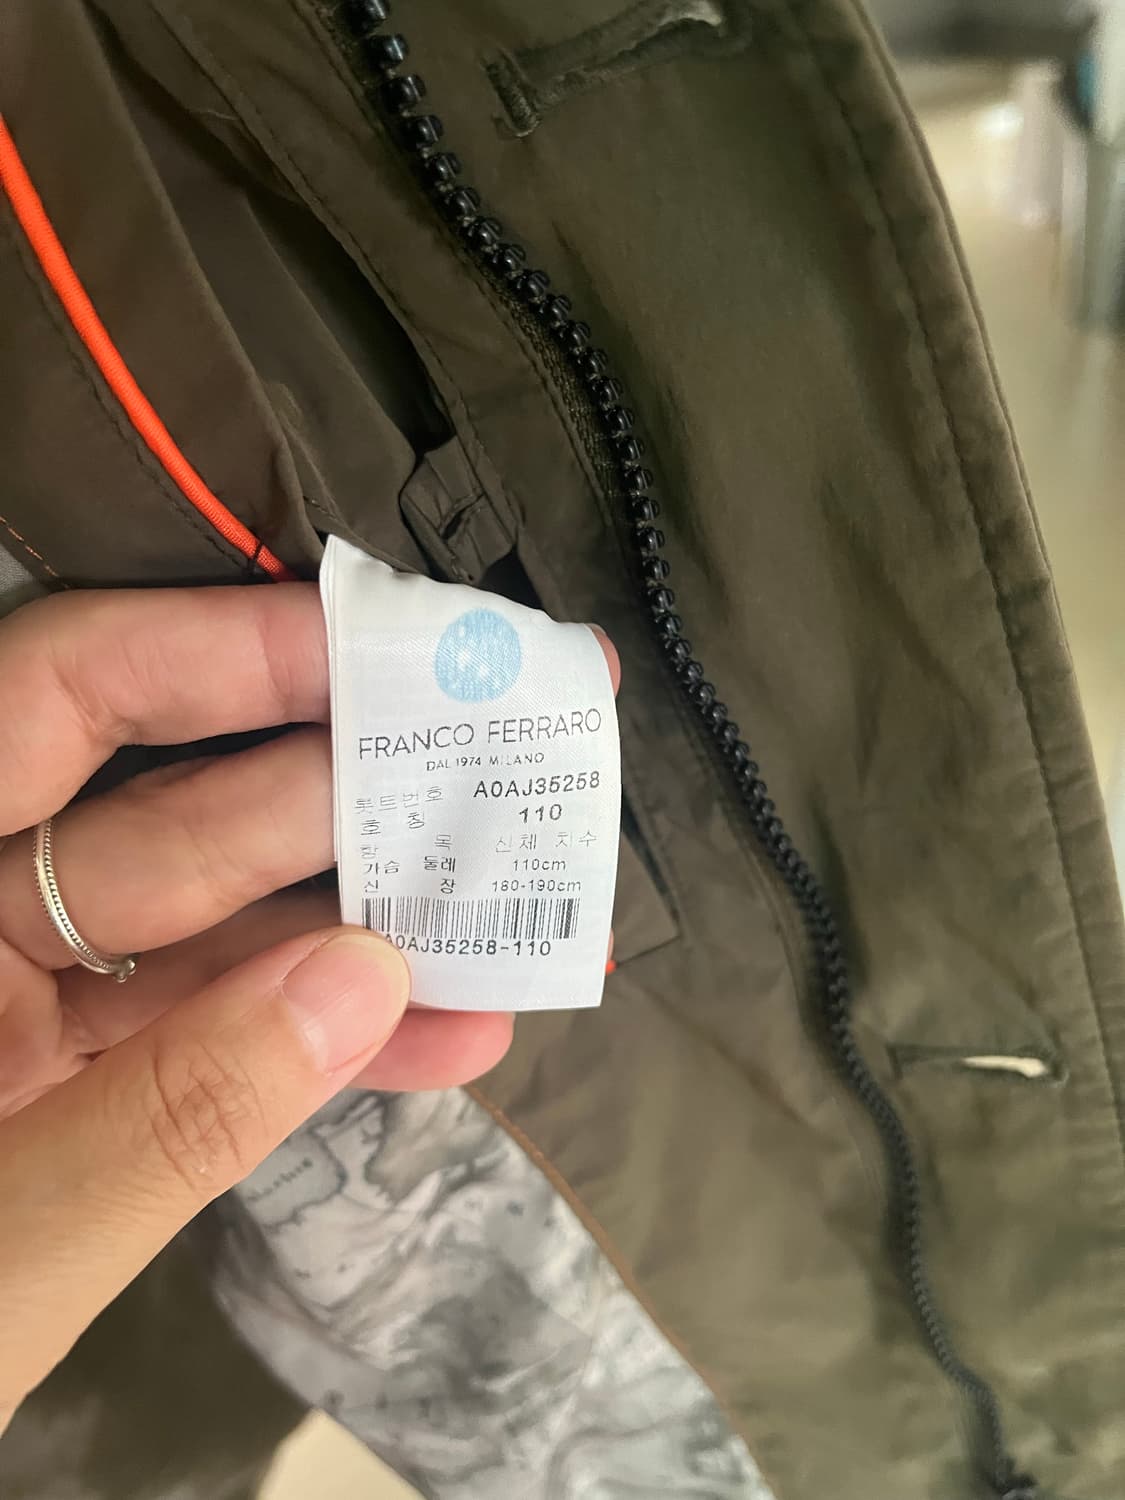 FRANCO FERRARO
DAL 1974 MILANO
롯트번호 A0AJ35258
호 칭 110
항 목 신체 치수
가슴 둘레 110cm
신 장 180-190cm
A0AJ35258-110